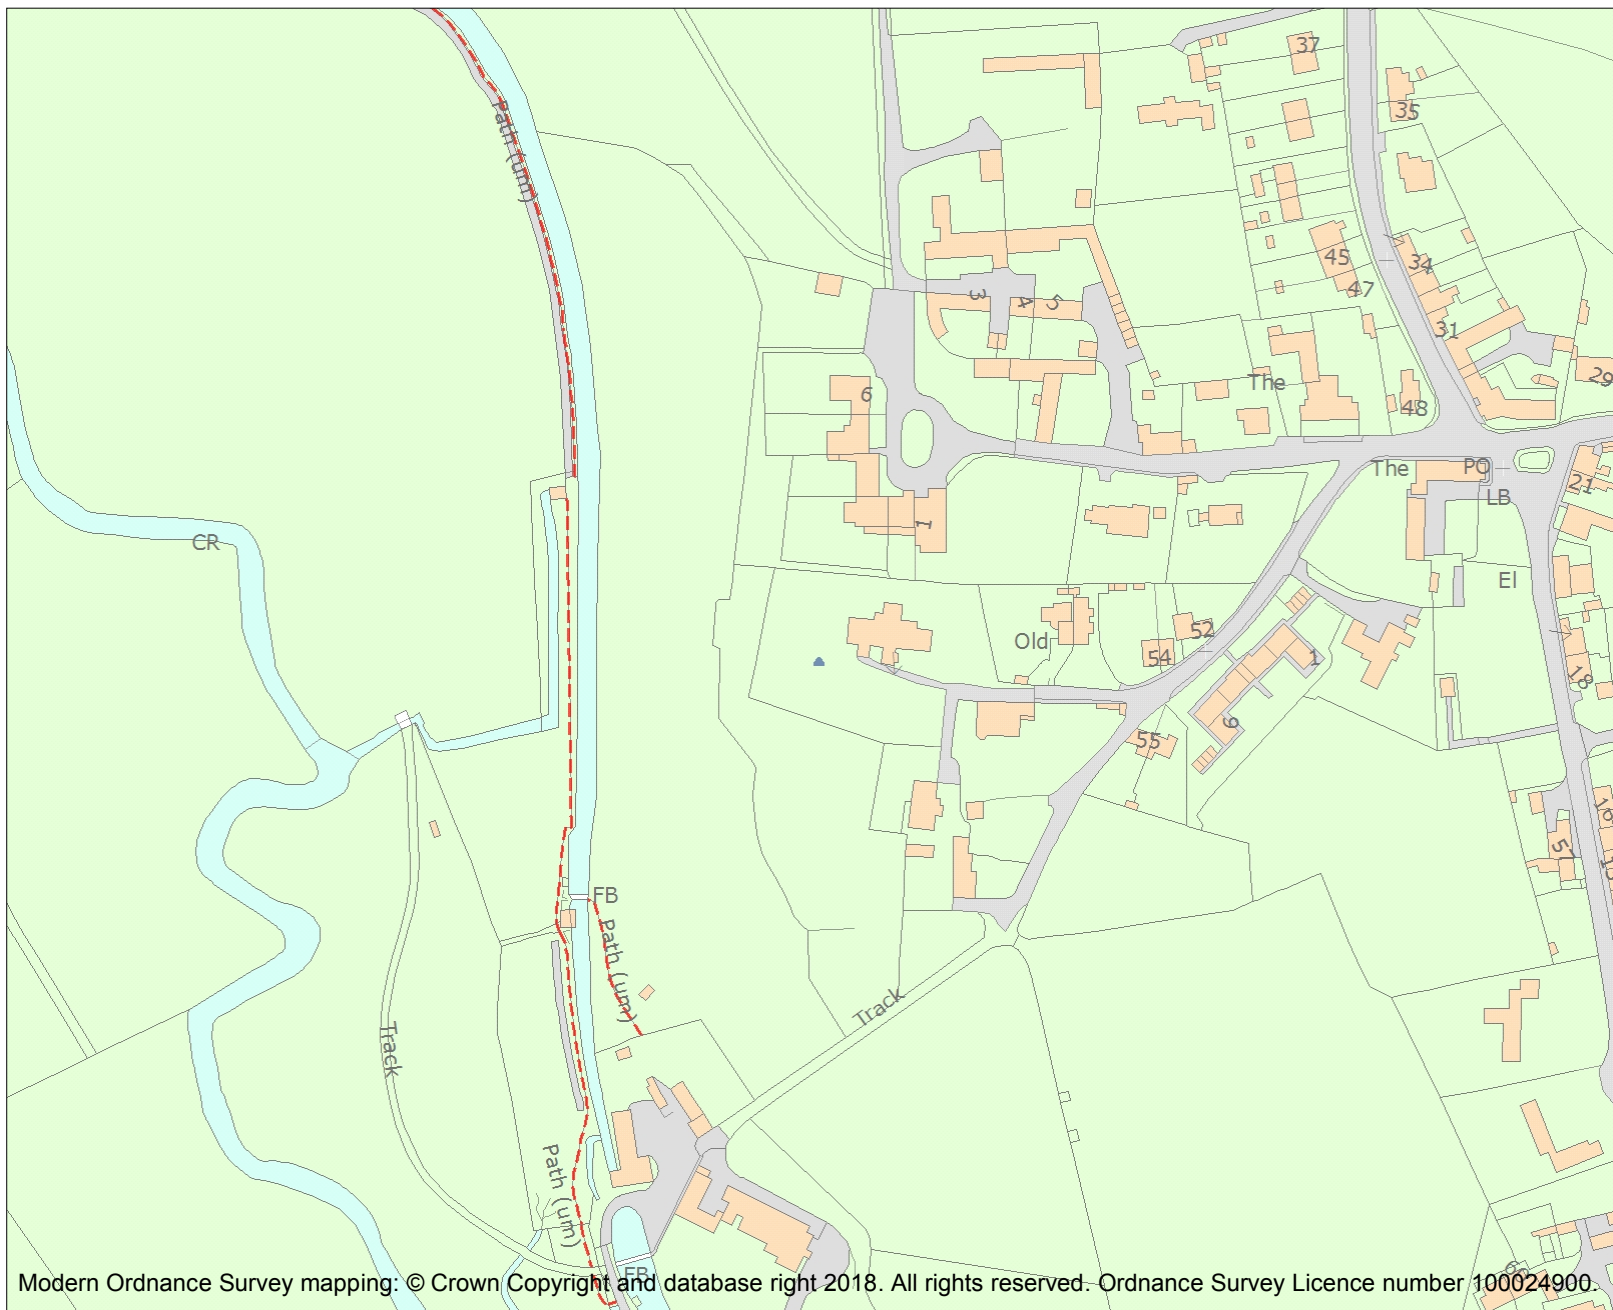 37
35
Path (um)
45
34
47
3
4
5
31
29
The
6
48
The
PO
21
LB
1
CR
El
52
Old
54
1
18
9
55
16
57
FB
Path (um)
Track
Track
Path (um)
FB
Modern Ordnance Survey mapping: © Crown Copyright and database right 2018. All rights reserved. Ordnance Survey Licence number 100024900.